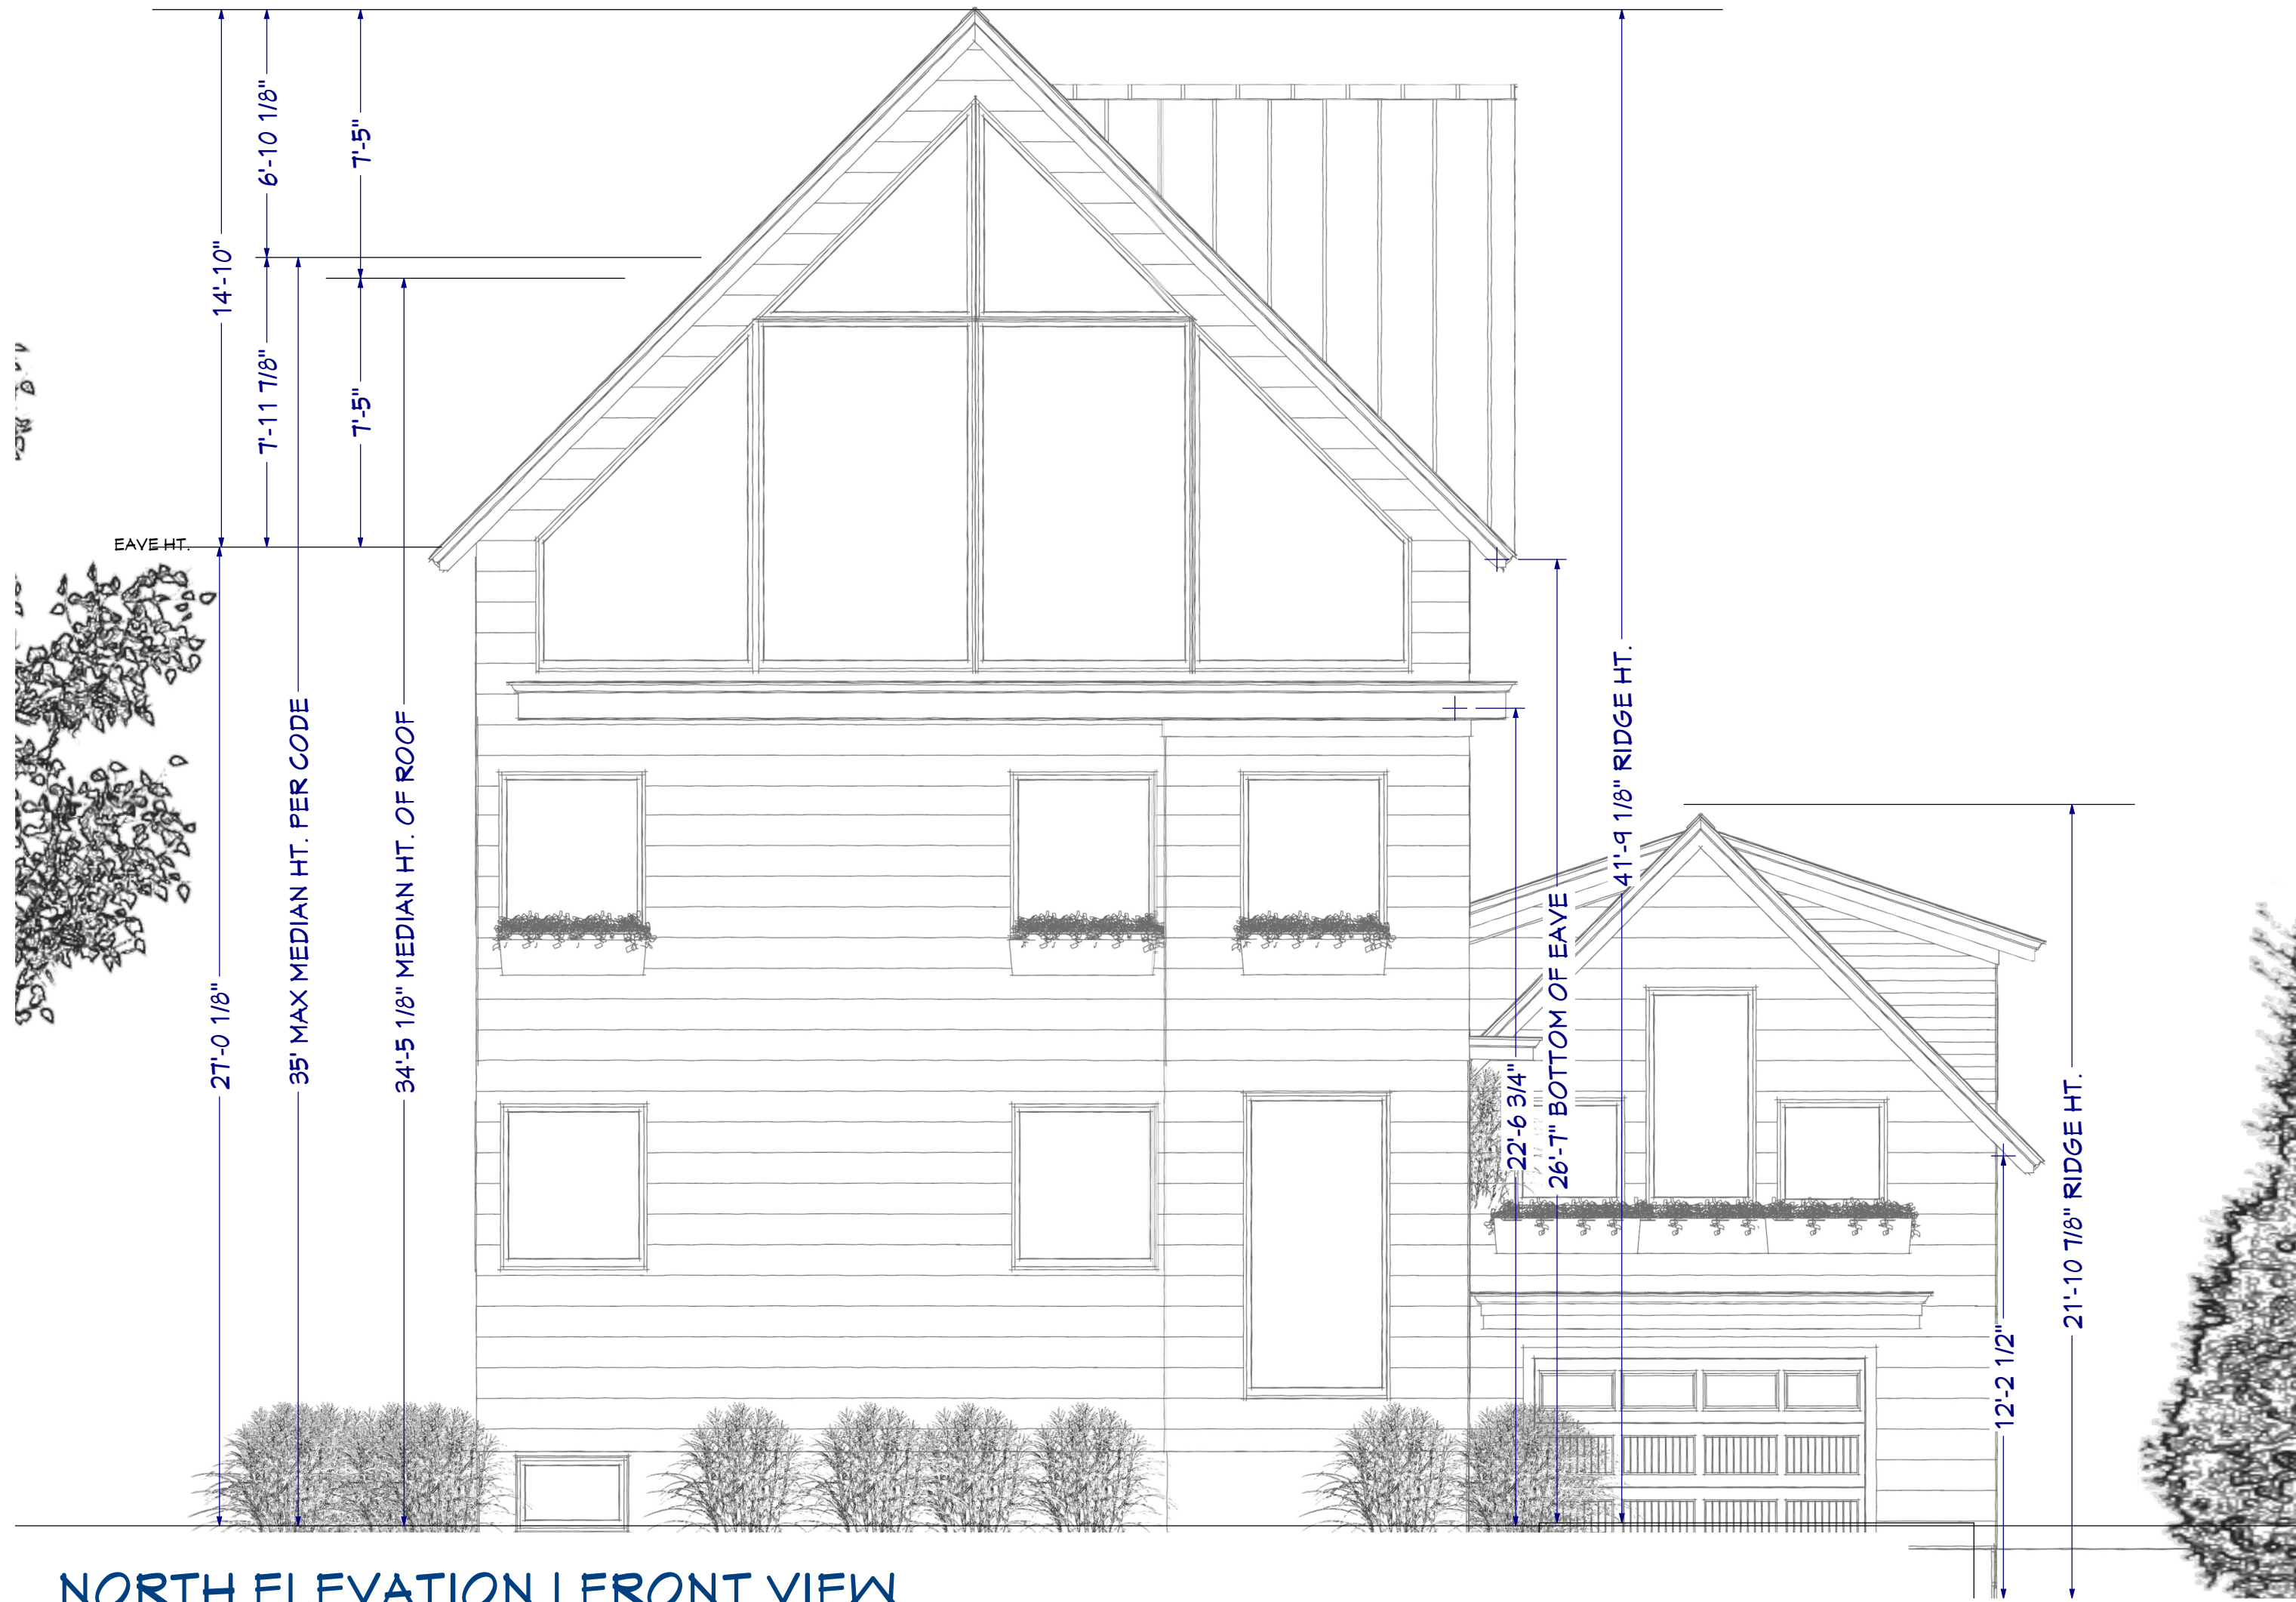 14'-10"
6'-10 1/8"
7'-5"
7'-11 7/8"
7'-5"
EAVE HT.
27'-0 1/8"
35' MAX MEDIAN HT. PER CODE
34'-5 1/8" MEDIAN HT. OF ROOF
22'-6 3/4"
26'-7" BOTTOM OF EAVE
41'-9 1/8" RIDGE HT.
12'-2 1/2"
21'-10 7/8" RIDGE HT.
NORTH ELEVATION | FRONT VIEW